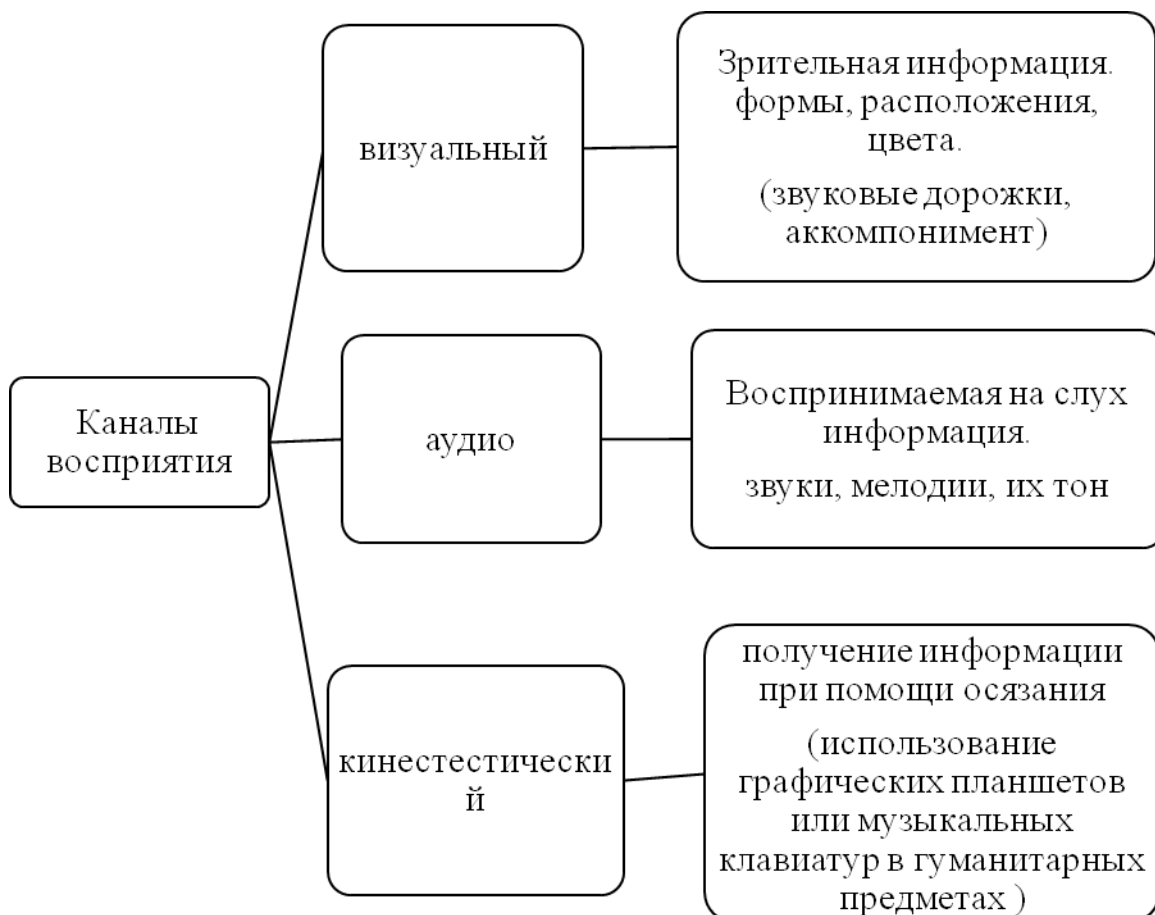 Каналы
восприятия
визуальный
Зрительная информация.
формы, расположения,
цвета.
(звуковые дорожки,
аккомпонимент)
аудио
Воспринимаемая на слух
информация.
звуки, мелодии, их тон
кинестестически
й
получение информации
при помощи осязания
(использование
графических планшетов
или музыкальных
клавиатур в гуманитарных
предметах )